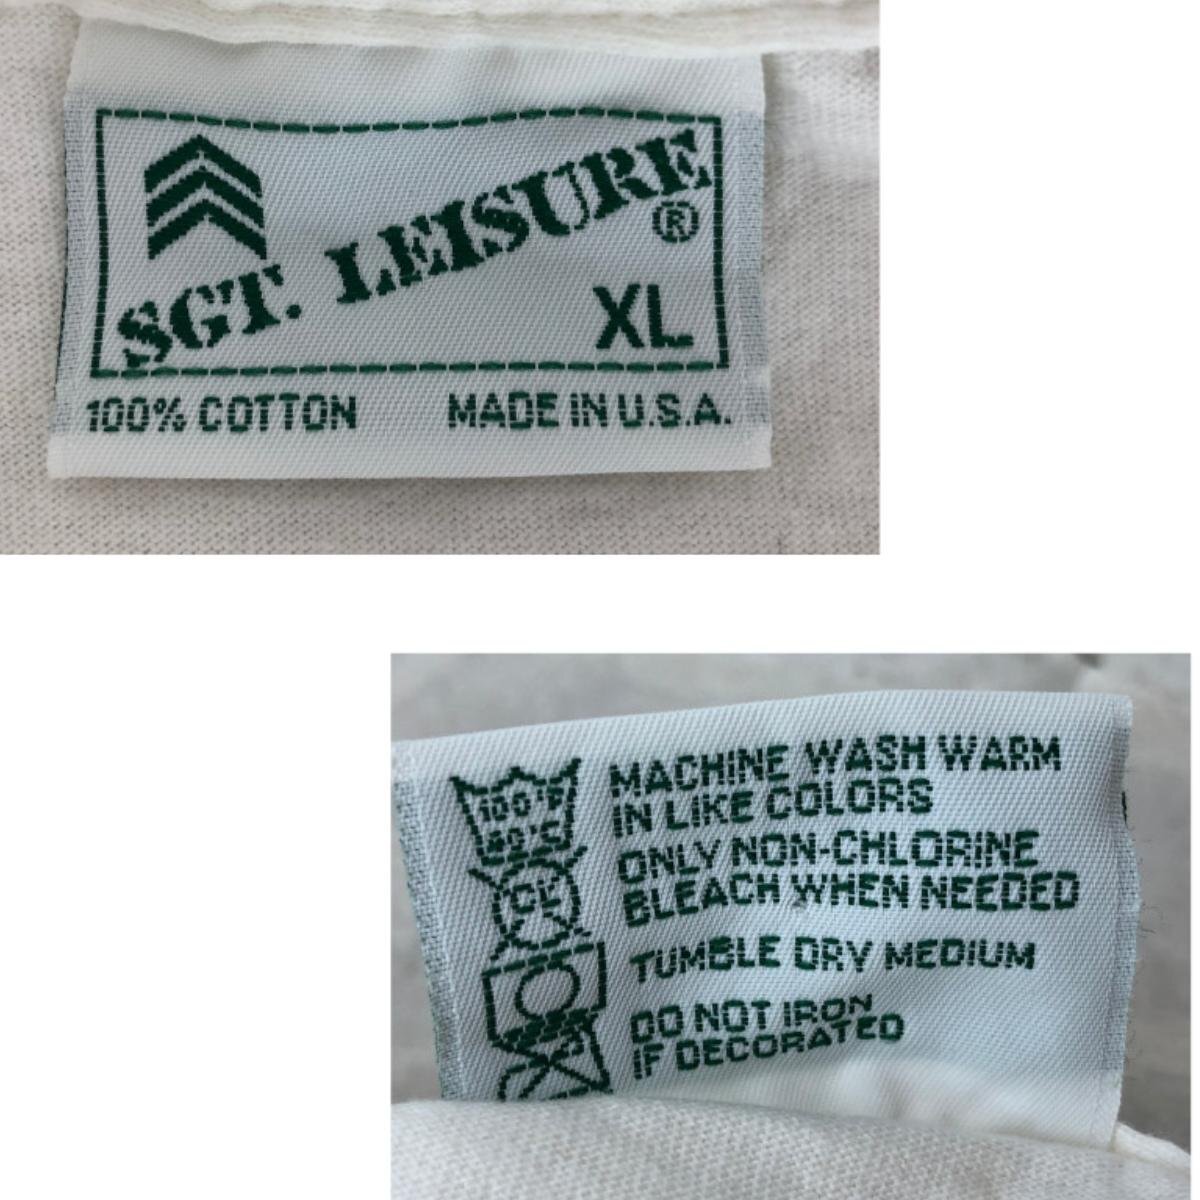 SGT. LEISURE
®
XL
100% COTTON MADE IN U.S.A.
100°F
40°C
CL
MACHINE WASH WARM
IN LIKE COLORS
ONLY NON-CHLORINE
BLEACH WHEN NEEDED
TUMBLE DRY MEDIUM
DO NOT IRON
IF DECORATED